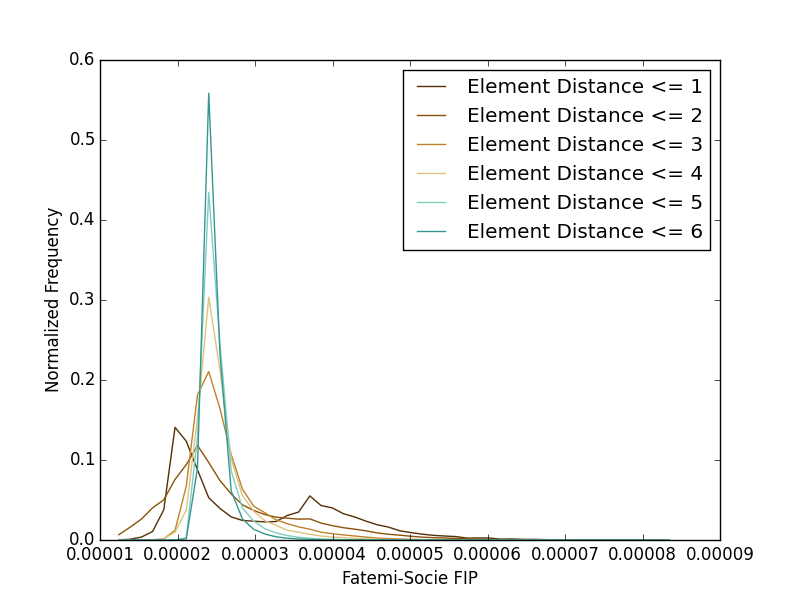 0.6
0.5
0.4
0.3
0.2
0.1
0.0
Normalized Frequency
Element Distance <= 1
Element Distance <= 2
Element Distance <= 3
Element Distance <= 4
Element Distance <= 5
Element Distance <= 6
0.00001 0.00002 0.00003 0.00004 0.00005 0.00006 0.00007 0.00008 0.00009
Fatemi-Socie FIP